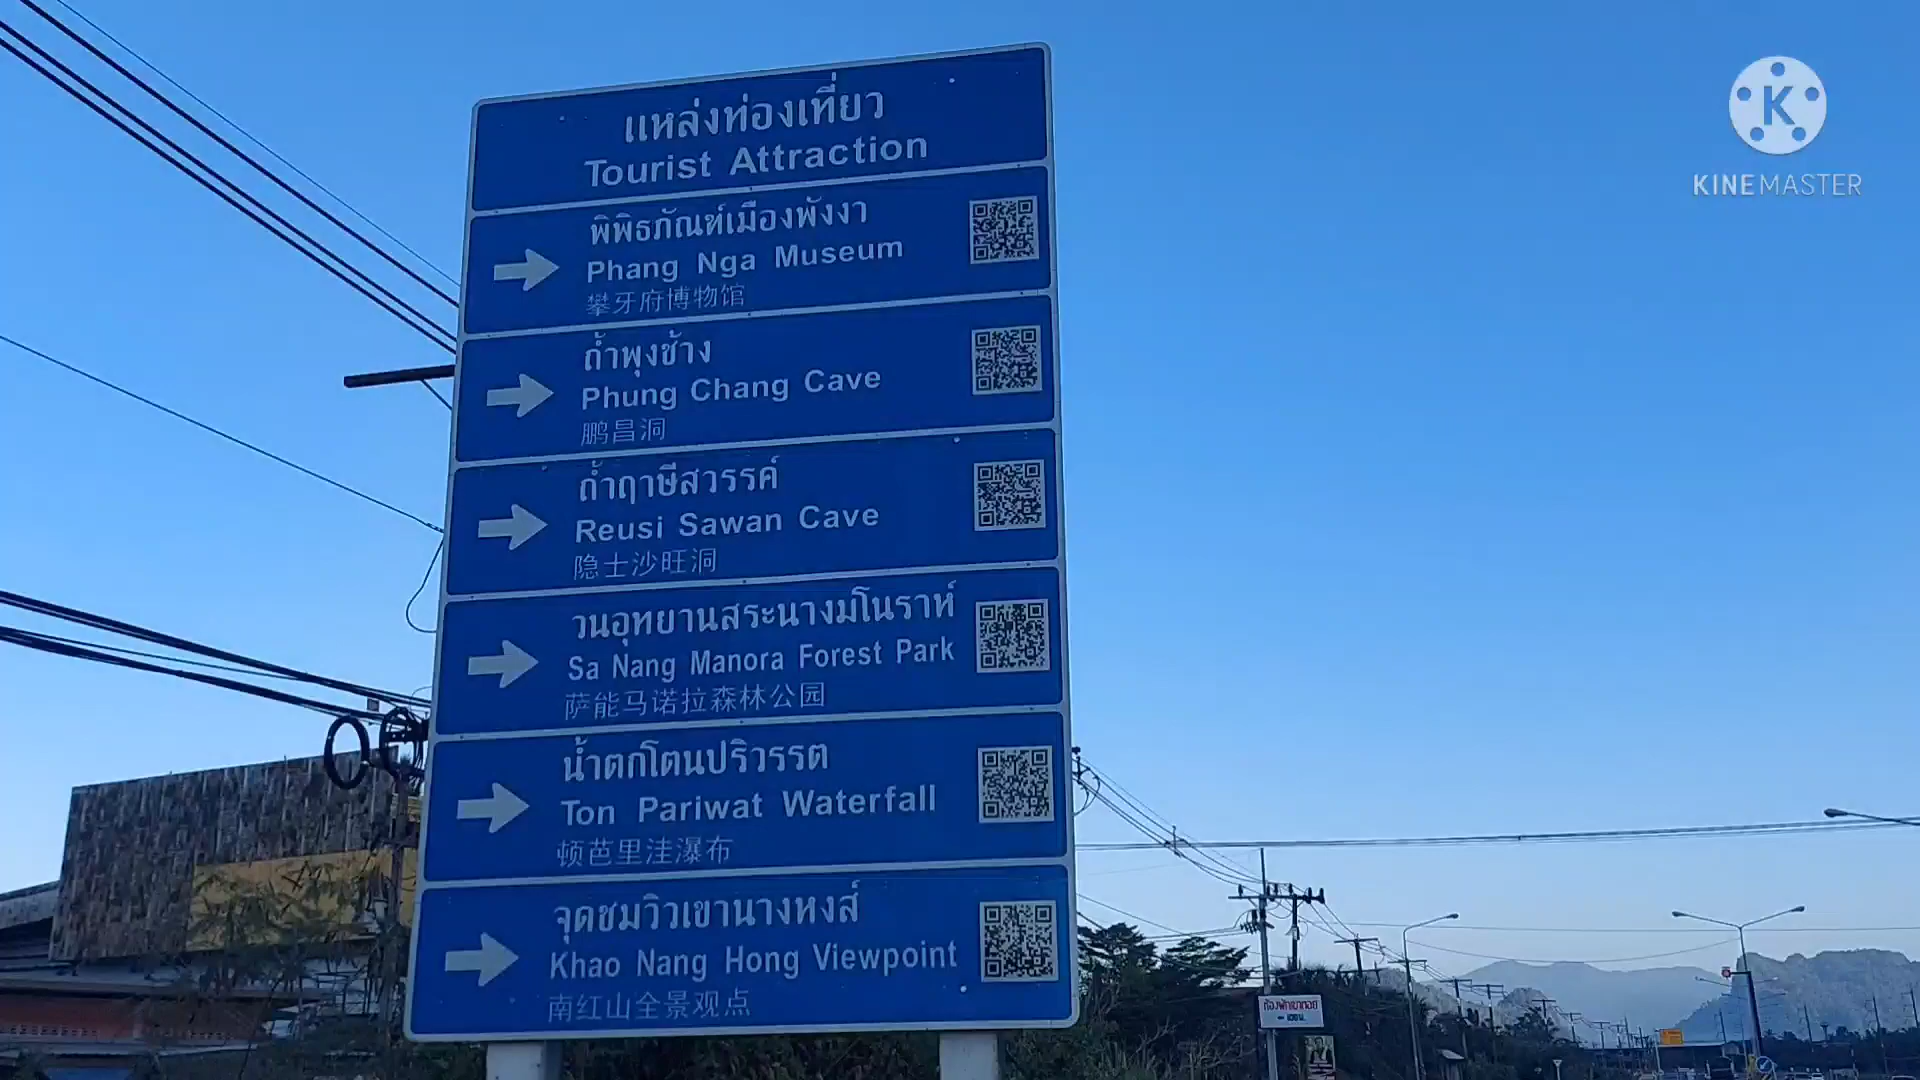 แหล่งท่องเที่ยว
Tourist Attraction
พิพิธภัณฑ์เมืองพังงา
Phang Nga Museum
攀牙府博物馆
ถ้ำพุงช้าง
Phung Chang Cave
鹏昌洞
ถ้ำฤาษีสวรรค์
Reusi Sawan Cave
隐士沙旺洞
วนอุทยานสระนางมโนราห์
Sa Nang Manora Forest Park
萨能马诺拉森林公园
น้ำตกโตนปริวรรต
Ton Pariwat Waterfall
顿芭里洼瀑布
จุดชมวิวเขานางหงส์
Khao Nang Hong Viewpoint
南红山全景观点
KINEMASTER